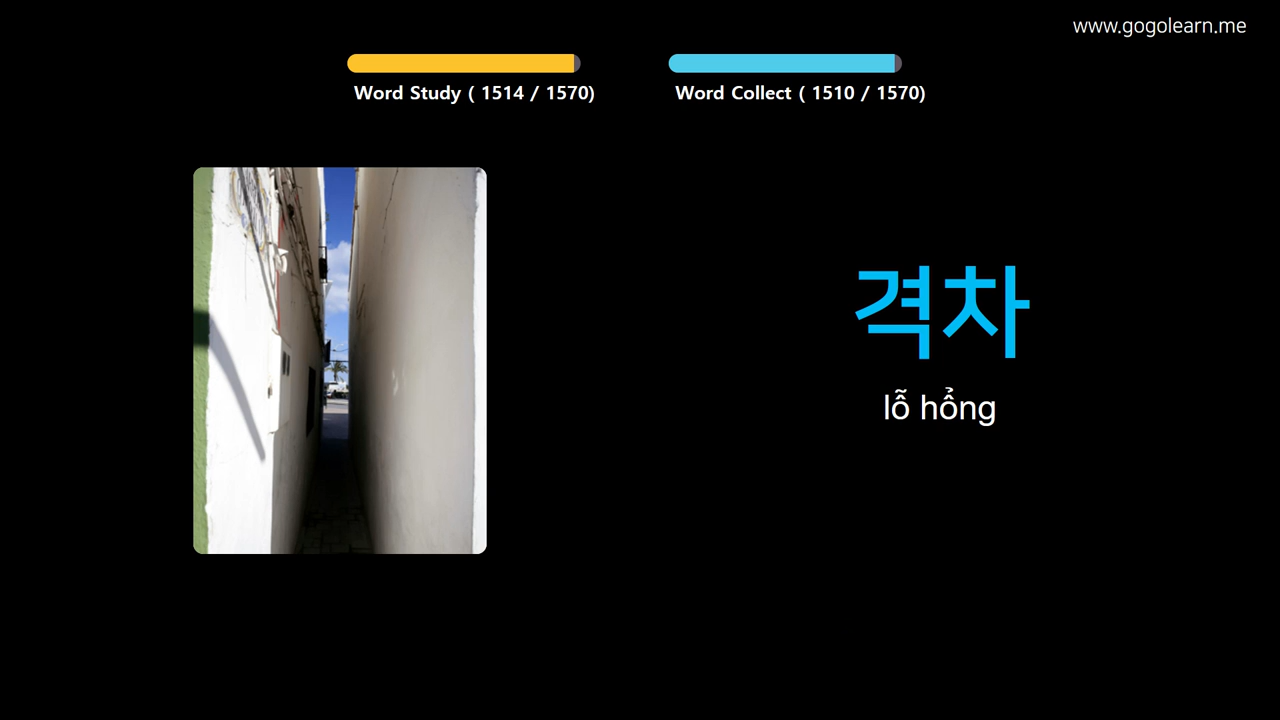 www.gogolearn.me
Word Study ( 1514 / 1570)
Word Collect ( 1510 / 1570)
격차
lỗ hổng